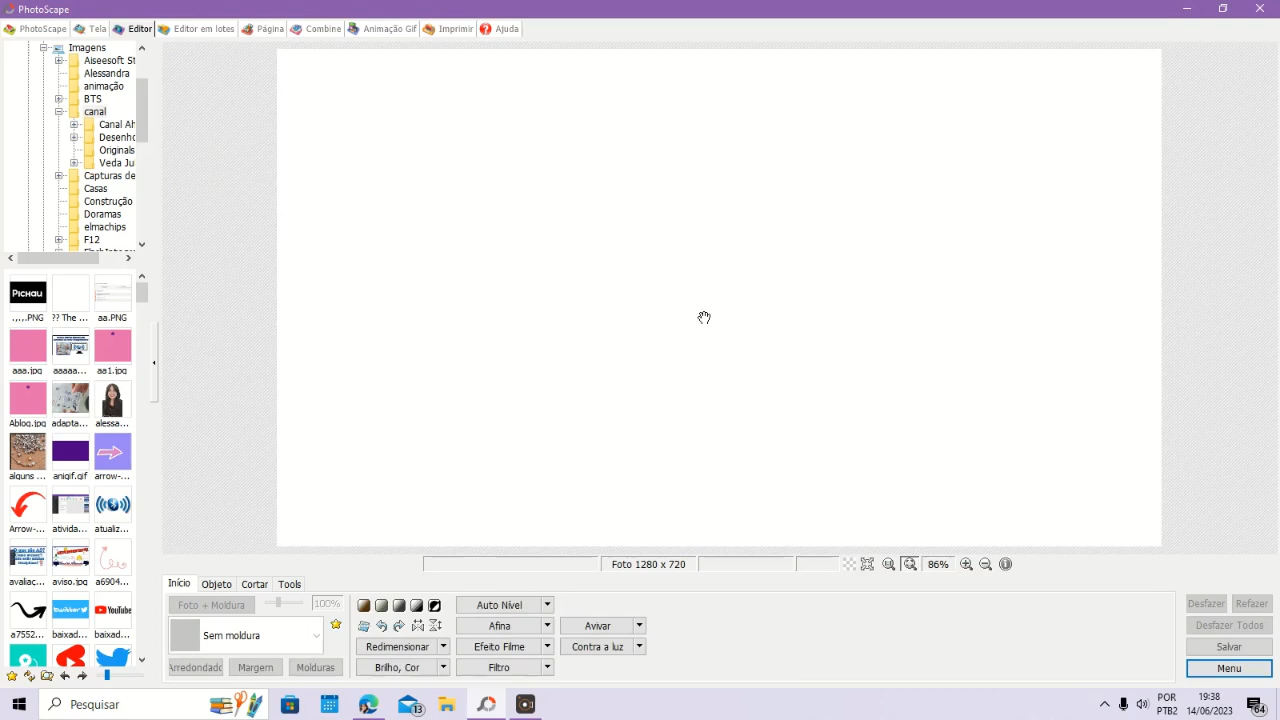 PhotoScape
PhotoScape Tela Editor Editor em lotes Página Combine Animação Gif Imprimir Ajuda
Imagens
Aiseesoft St
Alessandra
animação
BTS
canal
Canal Ah
Desenho
Originals
Veda Ju
Capturas de
Casas
Construção
Doramas
elmachips
F12
PICHAU
.,.,.,.PNG ?? The ... aa.PNG
aaa.jpg aaaaa... aa1.jpg
Ablog.jpg adapta... alessa...
alguns ... anigif.gif arrow-...
Arrow-... ativida... atualiz...
avaliaç... aviso.jpg a6904...
twitter YouTube
a7552... baixad... baixad...
Foto 1280 x 720 86%
Início Objeto Cortar Tools
Foto + Moldura 100%
Sem moldura
Arredondado Margem Molduras
Auto Nível
Afina Avivar
Redimensionar Efeito Filme Contra a luz
Brilho, Cor Filtro
Desfazer Refazer
Desfazer Todos
Salvar
Menu
Pesquisar
13
POR
PTB2
19:38
14/06/2023
64